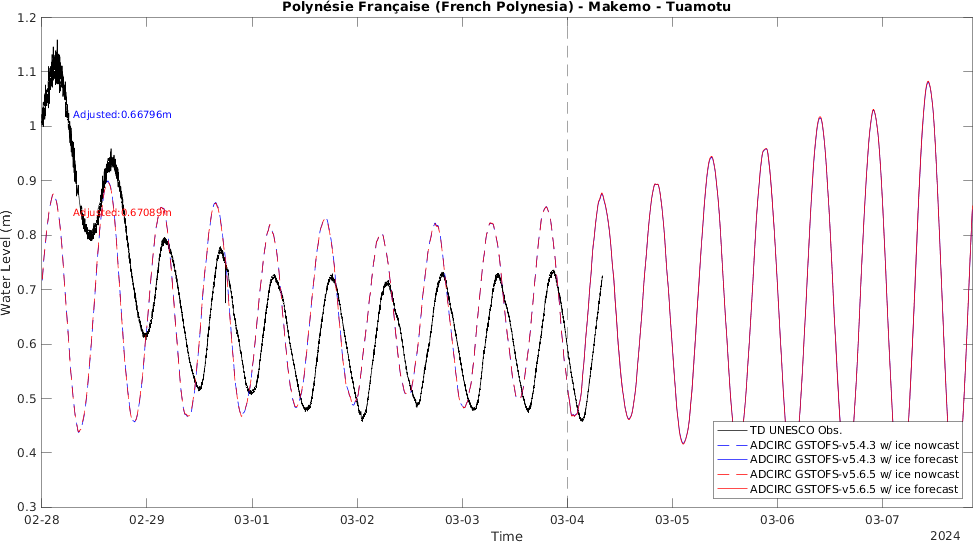 Polynésie Française (French Polynesia) - Makemo - Tuamotu
1.2
1.1
1
0.9
0.8
0.7
0.6
0.5
0.4
0.3
Water Level (m)
Adjusted:0.66796m
Adjusted:0.67089m
TD UNESCO Obs.
ADCIRC GSTOFS-v5.4.3 w/ ice nowcast
ADCIRC GSTOFS-v5.4.3 w/ ice forecast
ADCIRC GSTOFS-v5.6.5 w/ ice nowcast
ADCIRC GSTOFS-v5.6.5 w/ ice forecast
02-28 02-29 03-01 03-02 03-03 03-04 03-05 03-06 03-07
Time
2024